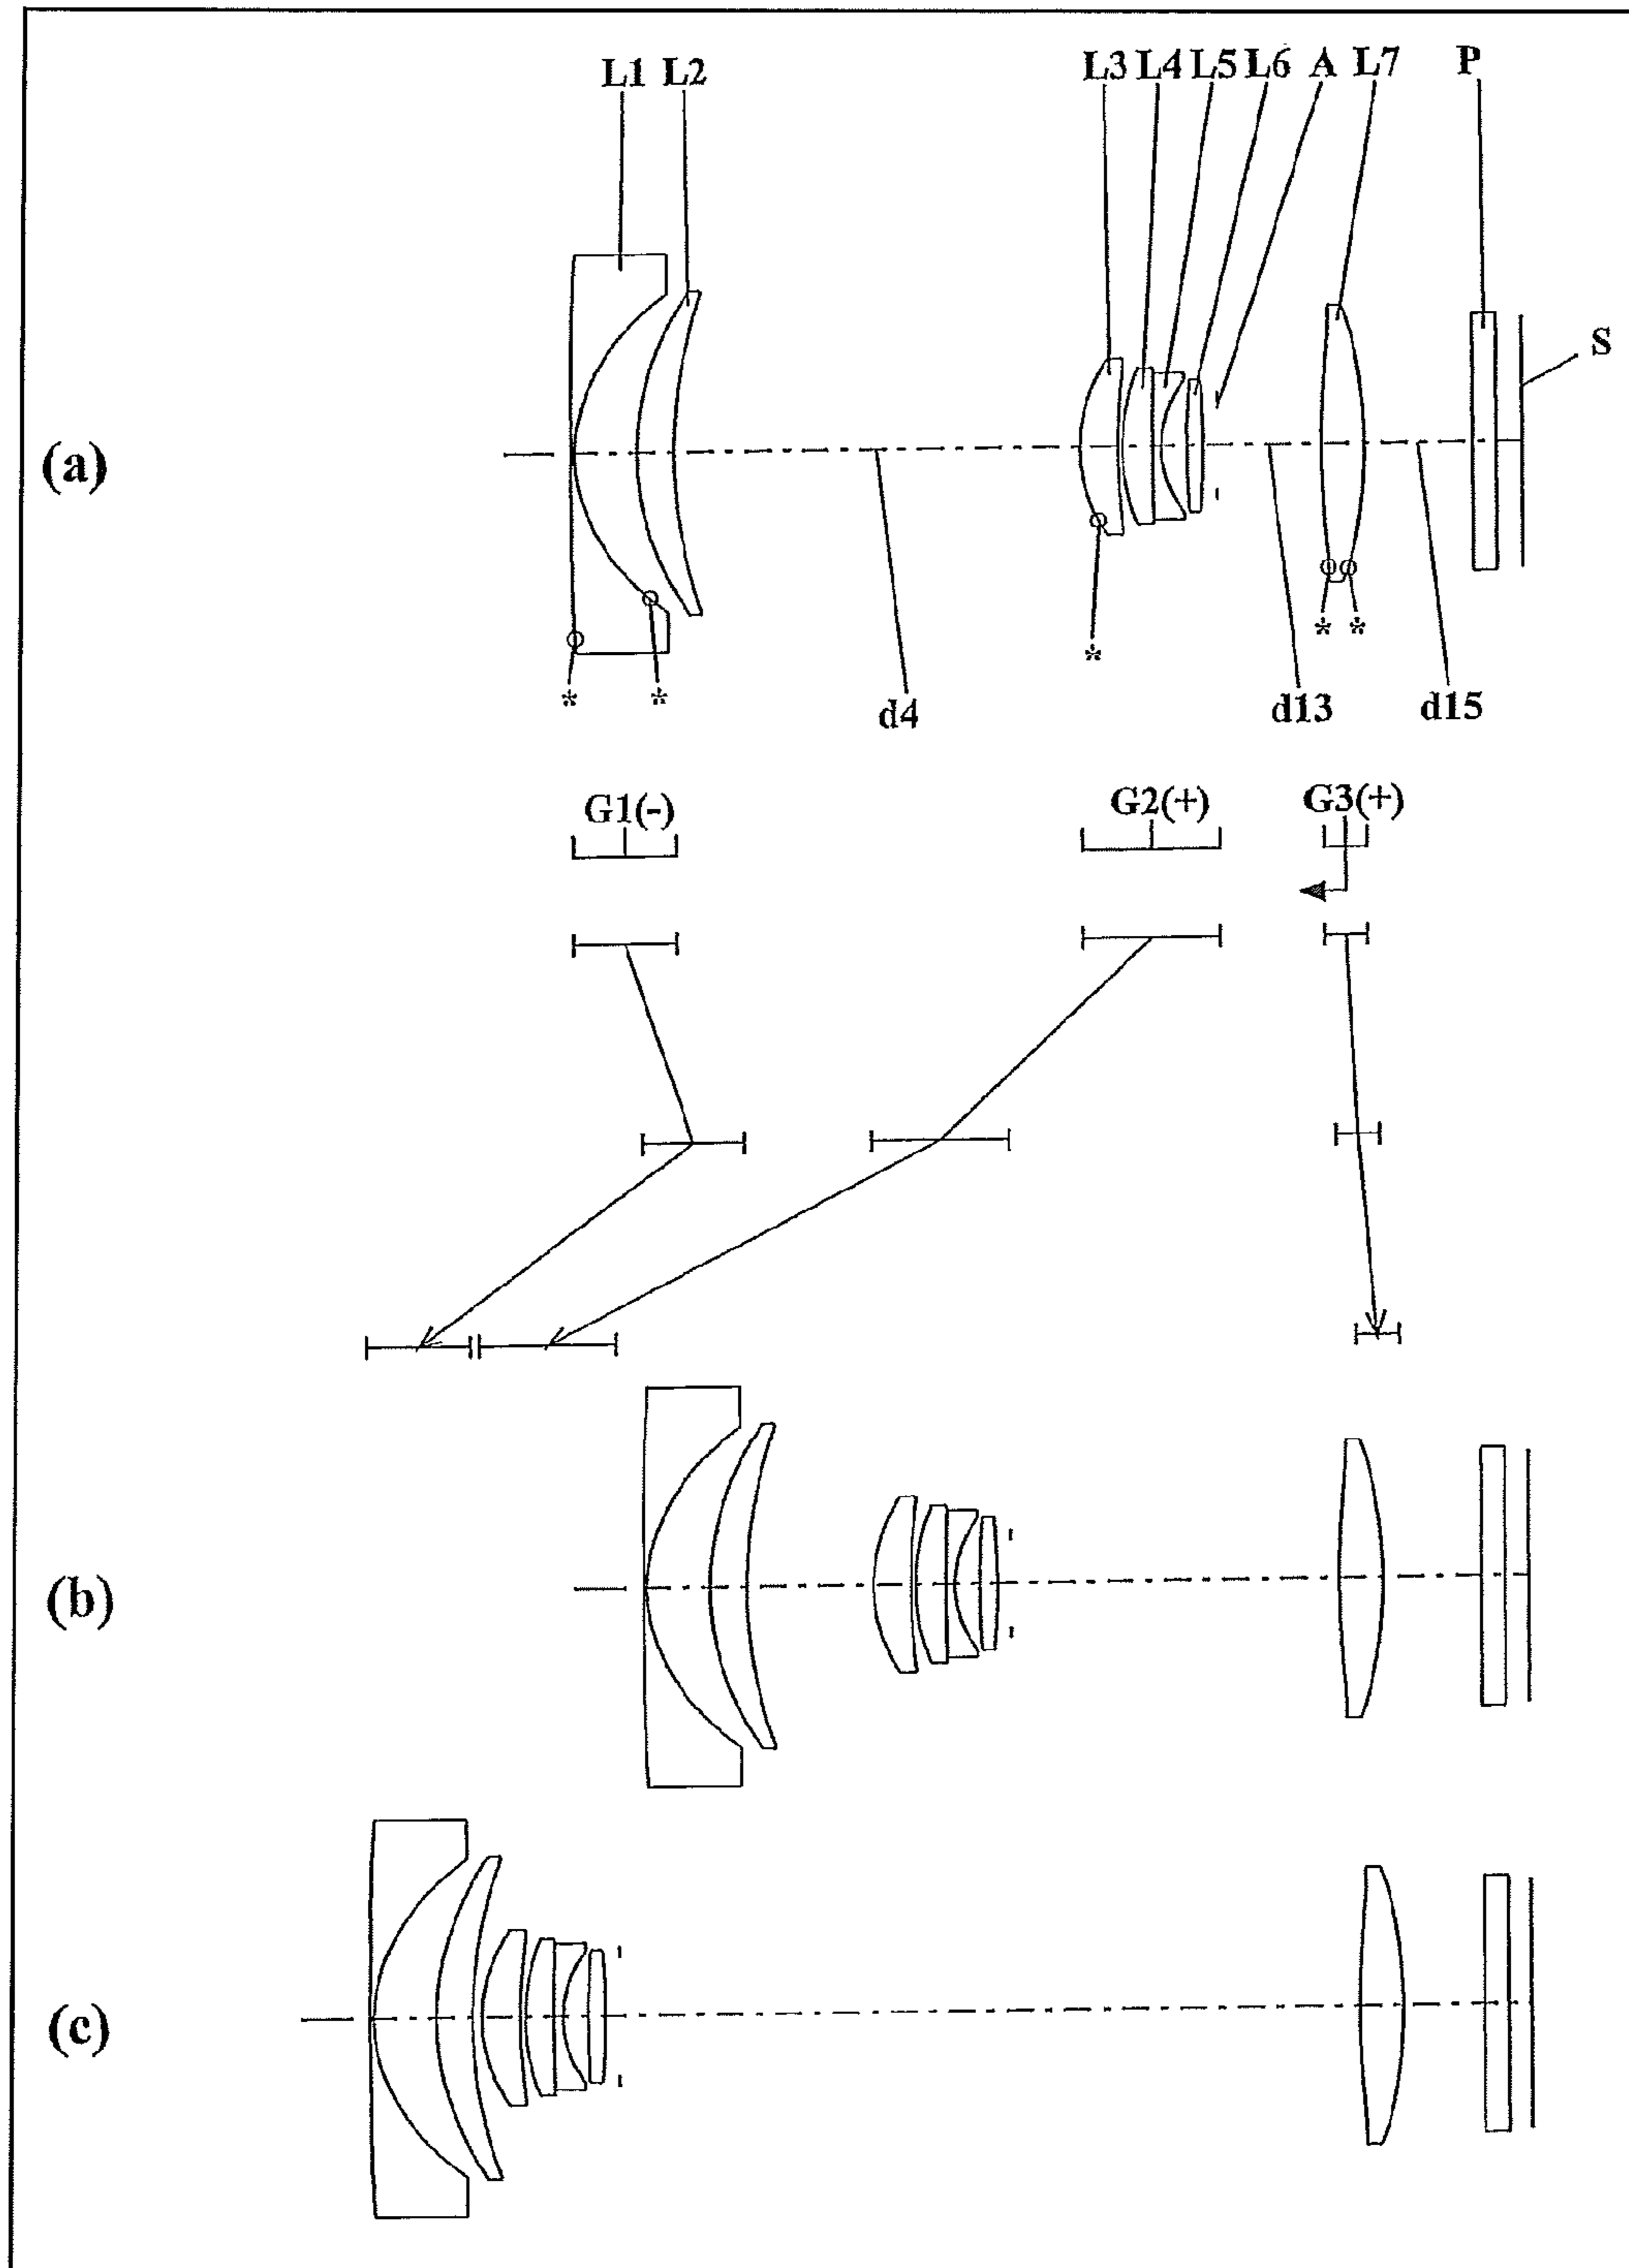 L1 L2 L3 L4 L5 L6 A L7 P
S
(a)
* * * * *
d4 d13 d15
G1(-) G2(+) G3(+)
(b)
(c)